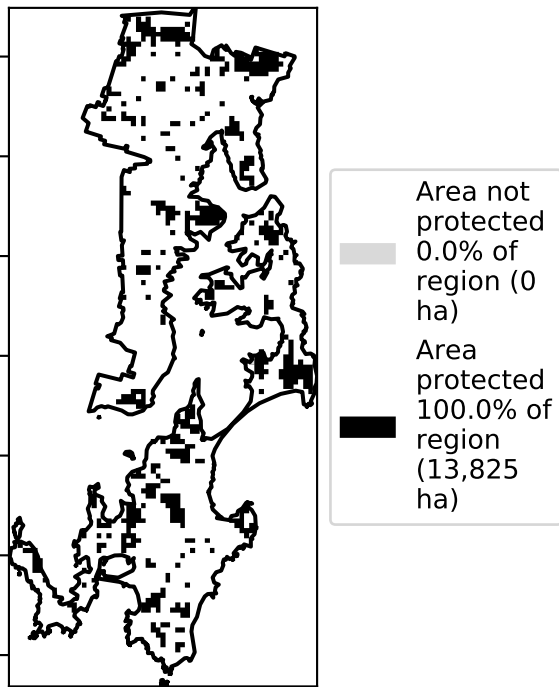 Area not
protected
0.0% of
region (0
ha)
Area
protected
100.0% of
region
(13,825
ha)